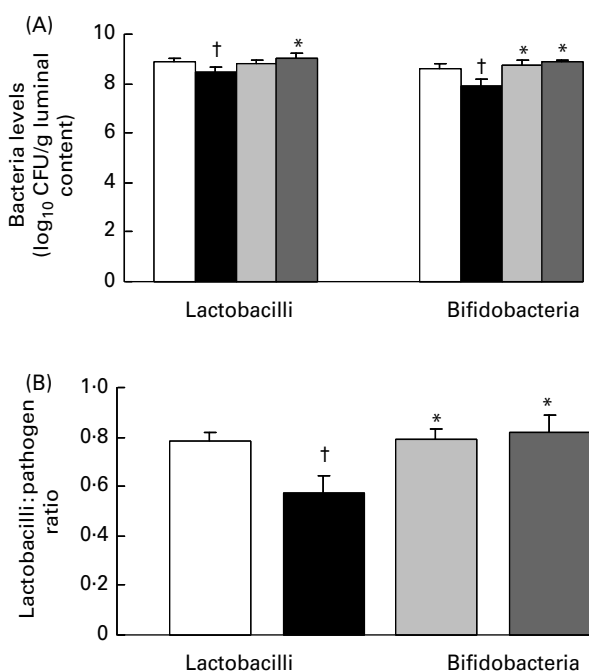 (A)
Bacteria levels
(log10 CFU/g luminal
content)
10
8
6
4
2
0
†
*
†
*
*
Lactobacilli
Bifidobacteria
(B)
Lactobacilli:pathogen
ratio
1·0
0·8
0·6
0·4
0·2
0
†
*
*
Lactobacilli
Bifidobacteria